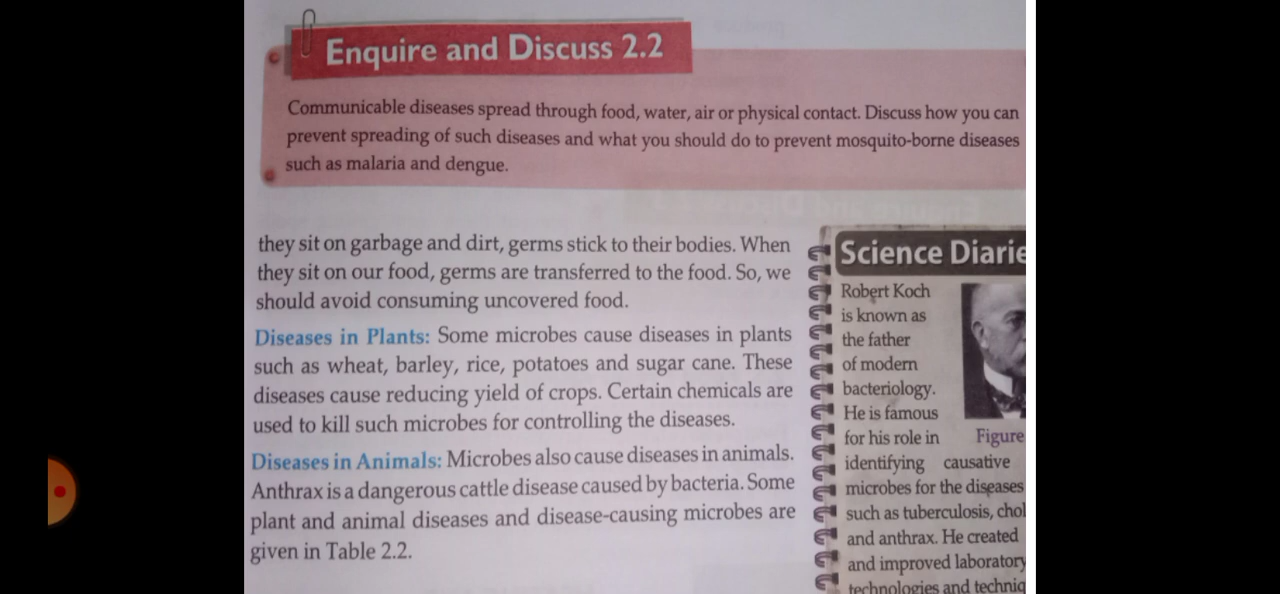 Enquire and Discuss 2.2
Communicable diseases spread through food, water, air or physical contact. Discuss how you can
prevent spreading of such diseases and what you should do to prevent mosquito-borne diseases
such as malaria and dengue.
they sit on garbage and dirt, germs stick to their bodies. When
they sit on our food, germs are transferred to the food. So, we
should avoid consuming uncovered food.
Diseases in Plants: Some microbes cause diseases in plants
such as wheat, barley, rice, potatoes and sugar cane. These
diseases cause reducing yield of crops. Certain chemicals are
used to kill such microbes for controlling the diseases.
Diseases in Animals: Microbes also cause diseases in animals.
Anthrax is a dangerous cattle disease caused by bacteria. Some
plant and animal diseases and disease-causing microbes are
given in Table 2.2.
Science Diarie
Robert Koch
is known as
the father
of modern
bacteriology.
He is famous
for his role in
Figure
identifying causative
microbes for the diseases
such as tuberculosis, chol
and anthrax. He created
and improved laboratory
technologies and techniq